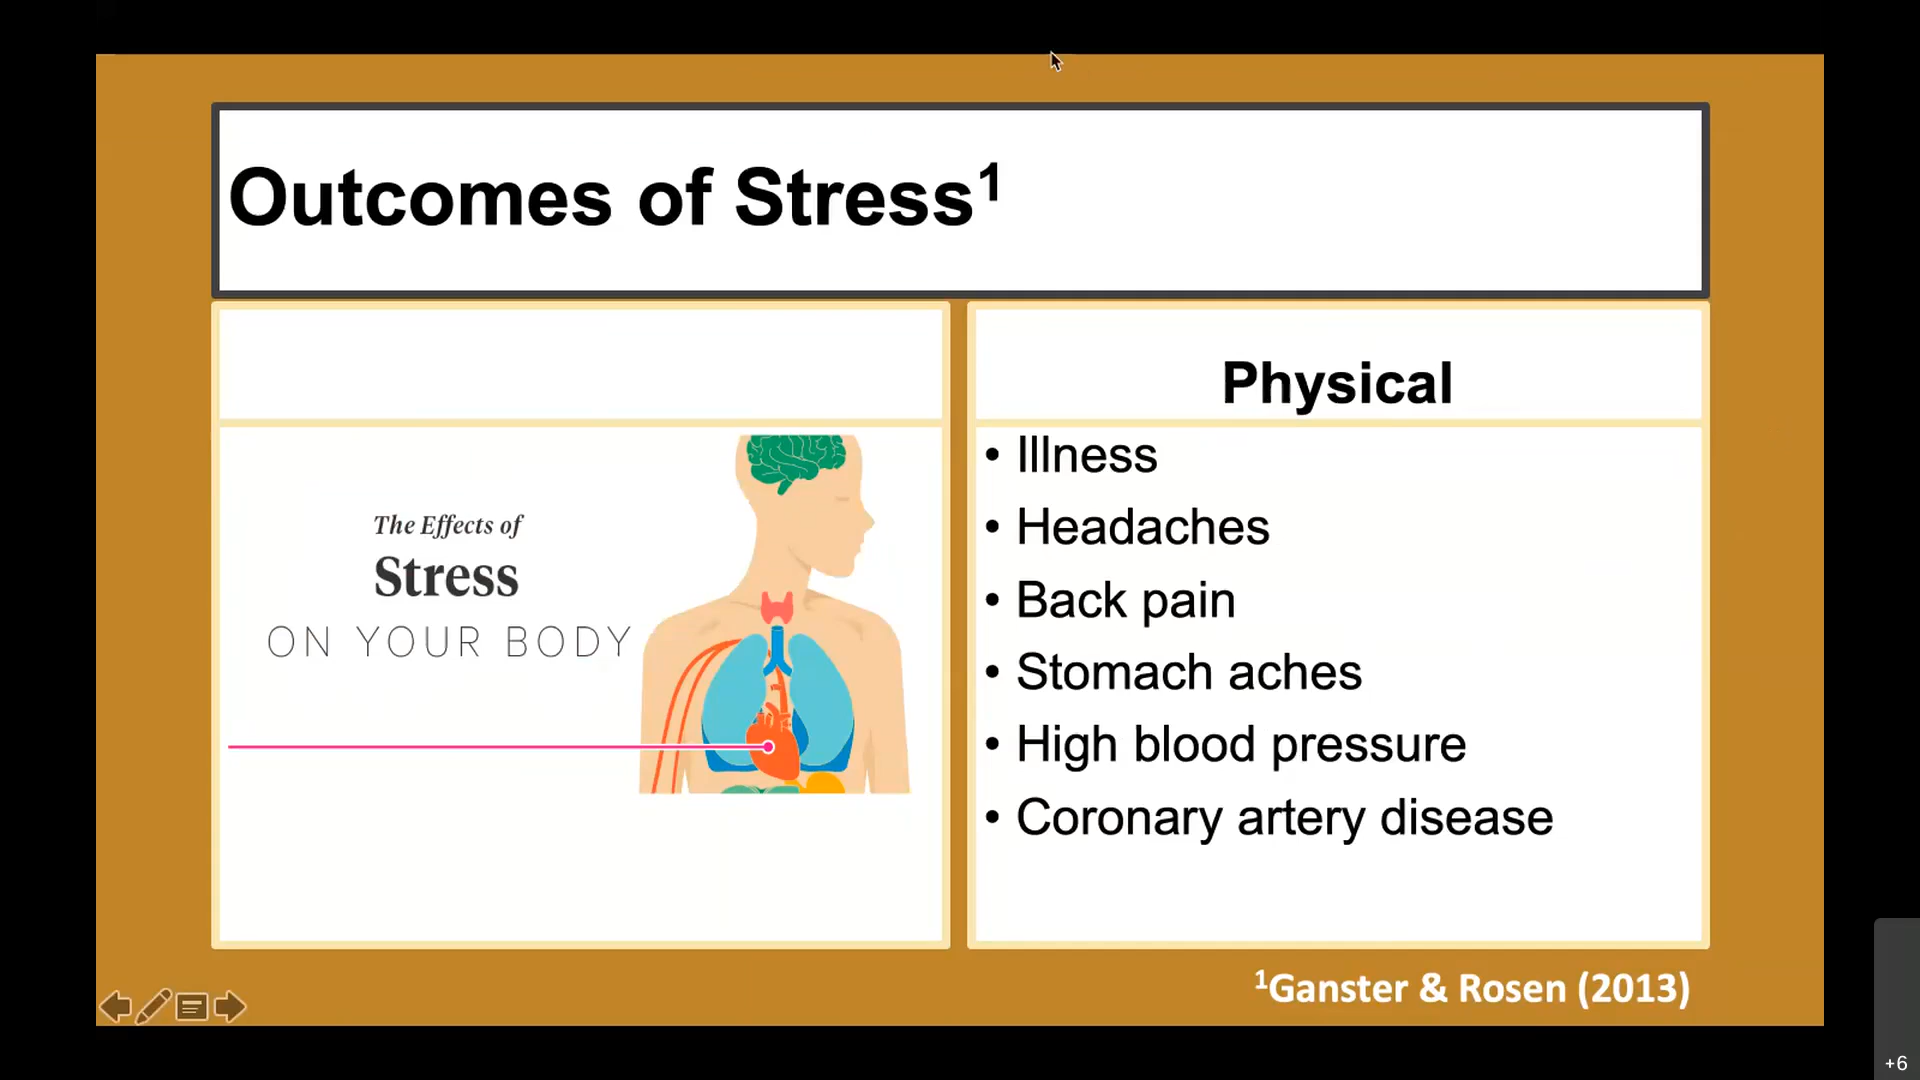 Outcomes of Stress¹
The Effects of
Stress
ON YOUR BODY
Physical
• Illness
• Headaches
• Back pain
• Stomach aches
• High blood pressure
• Coronary artery disease
¹Ganster & Rosen (2013)
+6